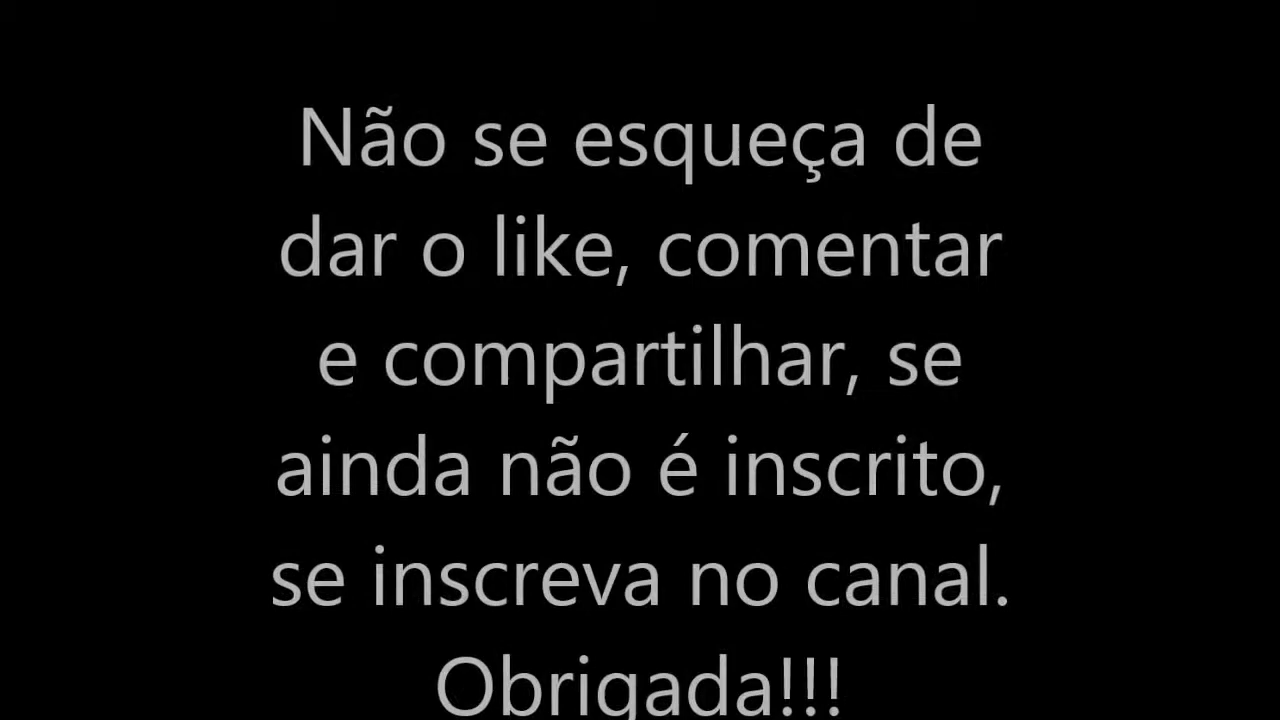 Não se esqueça de
dar o like, comentar
e compartilhar, se
ainda não é inscrito,
se inscreva no canal.
Obrigada!!!